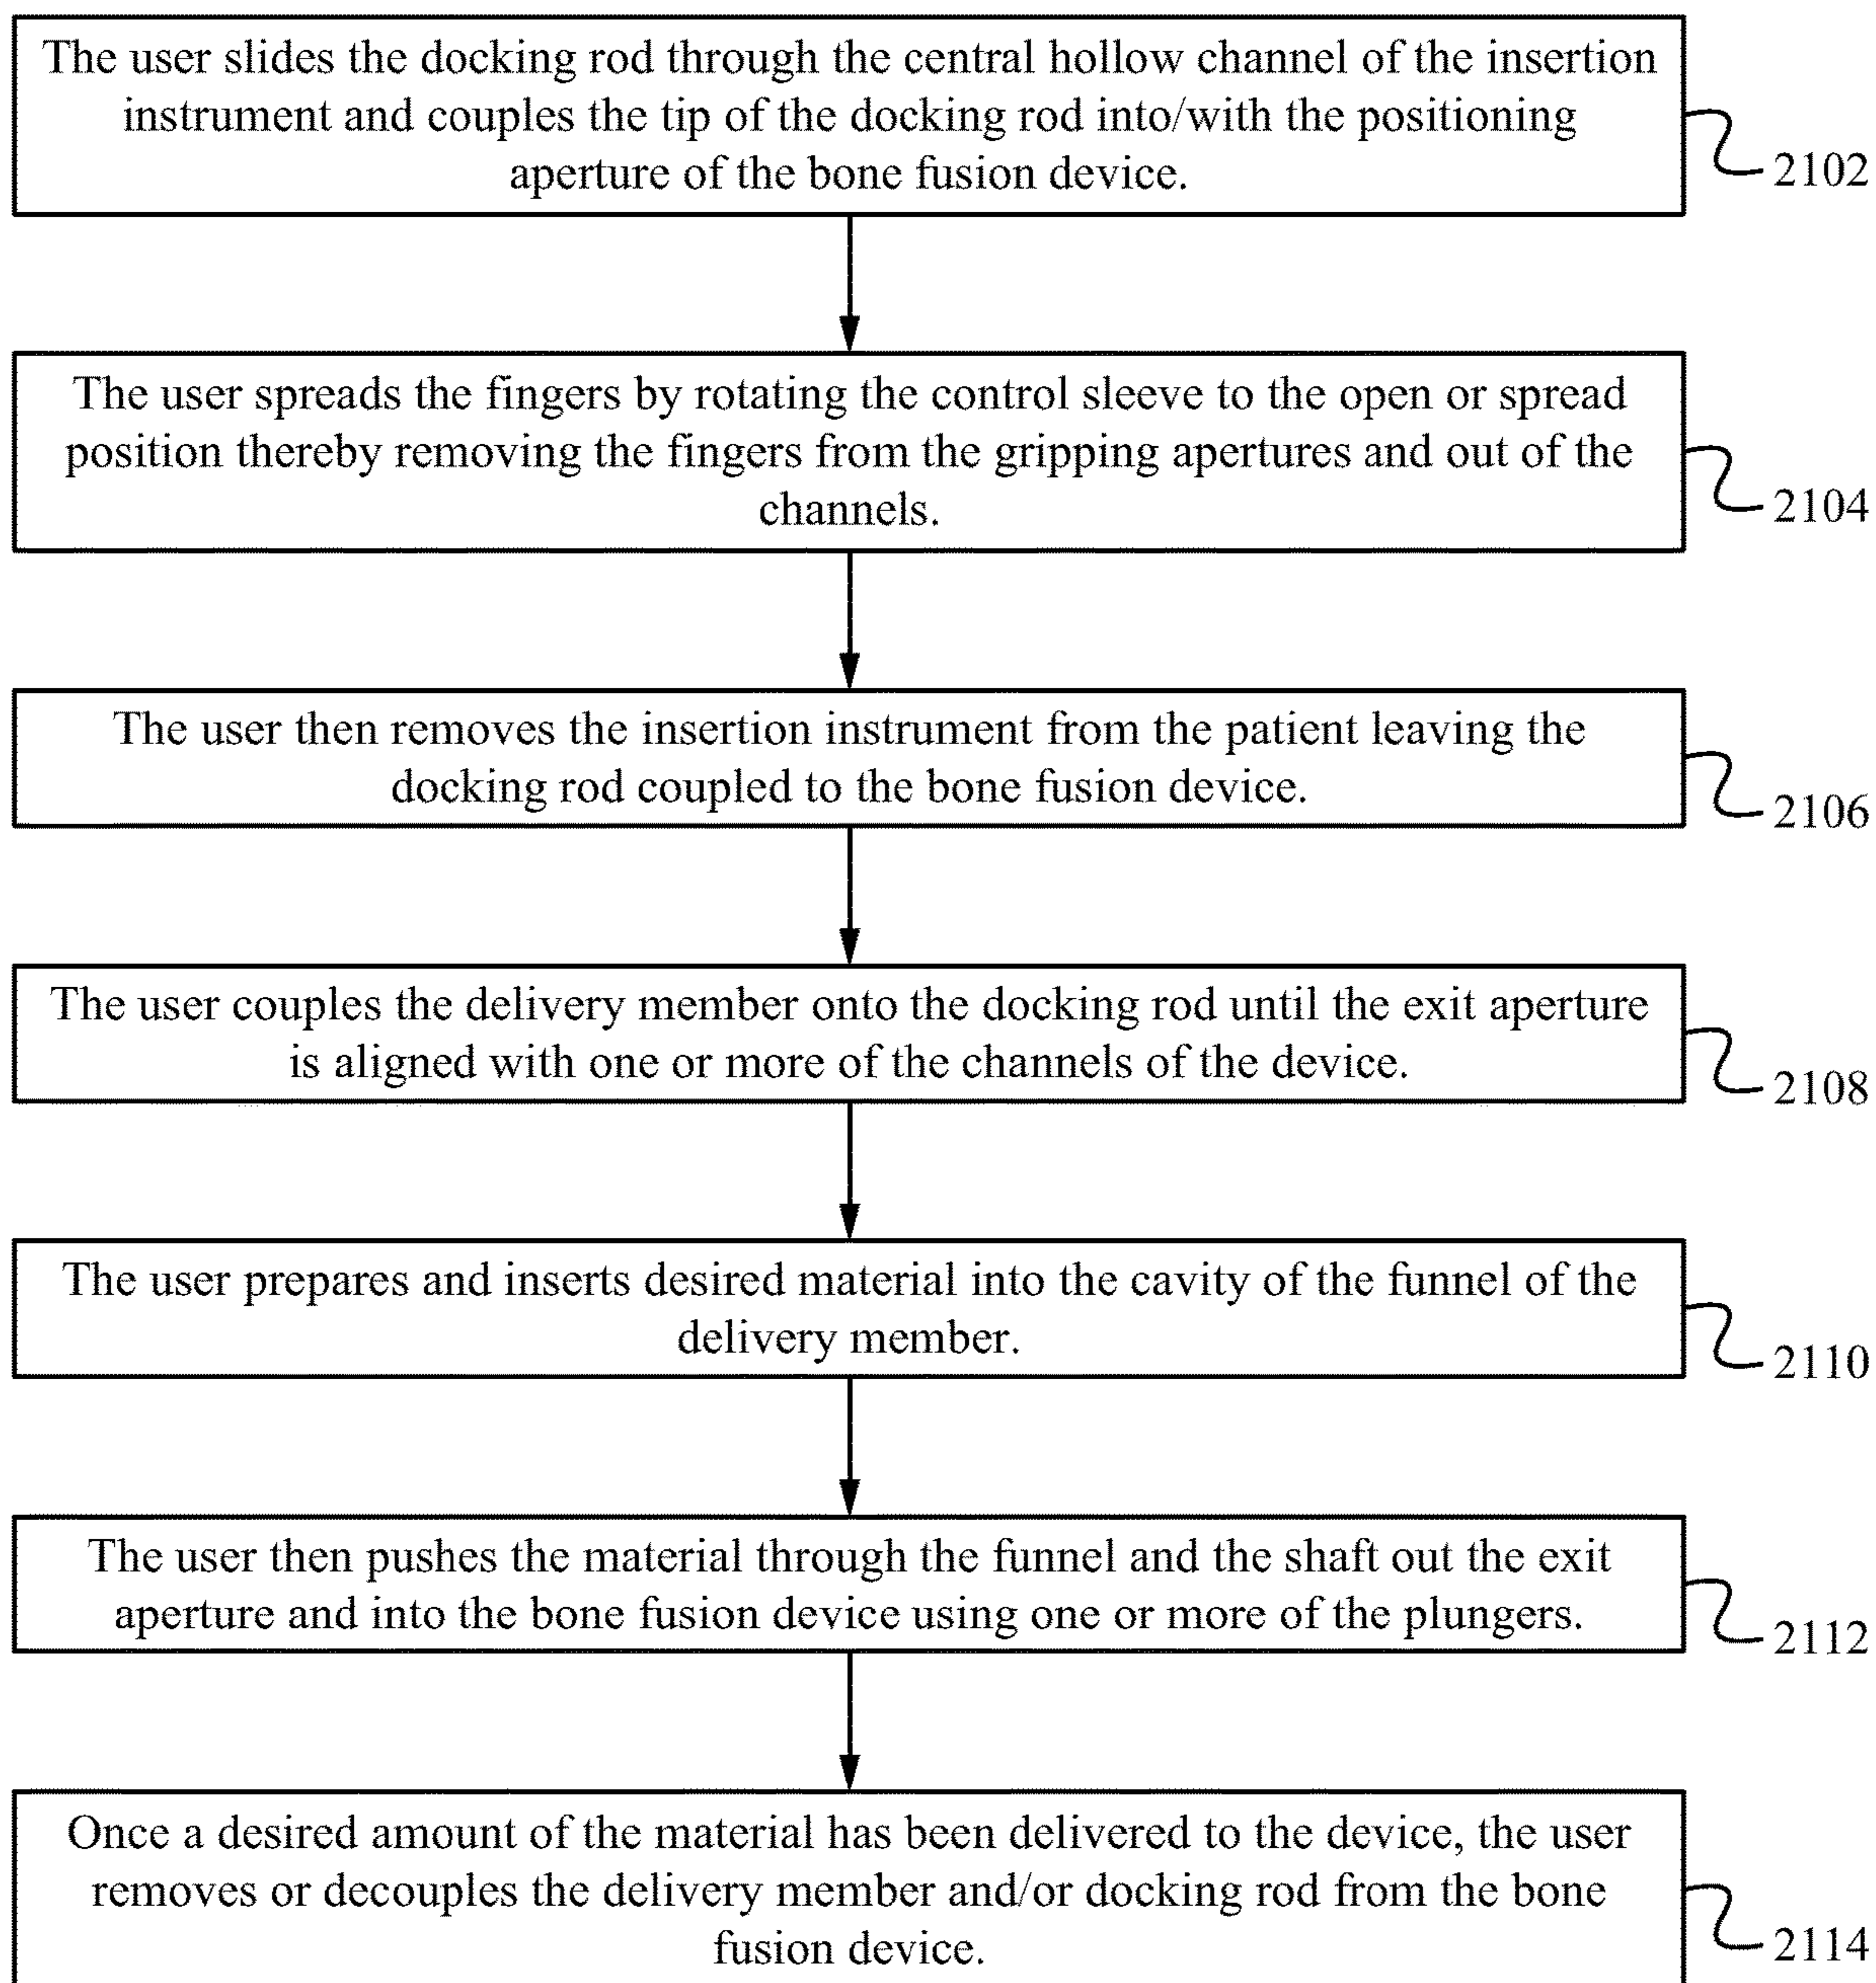 The user slides the docking rod through the central hollow channel of the insertion
instrument and couples the tip of the docking rod into/with the positioning
aperture of the bone fusion device.
2102
The user spreads the fingers by rotating the control sleeve to the open or spread
position thereby removing the fingers from the gripping apertures and out of the
channels.
2104
The user then removes the insertion instrument from the patient leaving the
docking rod coupled to the bone fusion device.
2106
The user couples the delivery member onto the docking rod until the exit aperture
is aligned with one or more of the channels of the device.
2108
The user prepares and inserts desired material into the cavity of the funnel of the
delivery member.
2110
The user then pushes the material through the funnel and the shaft out the exit
aperture and into the bone fusion device using one or more of the plungers.
2112
Once a desired amount of the material has been delivered to the device, the user
removes or decouples the delivery member and/or docking rod from the bone
fusion device.
2114